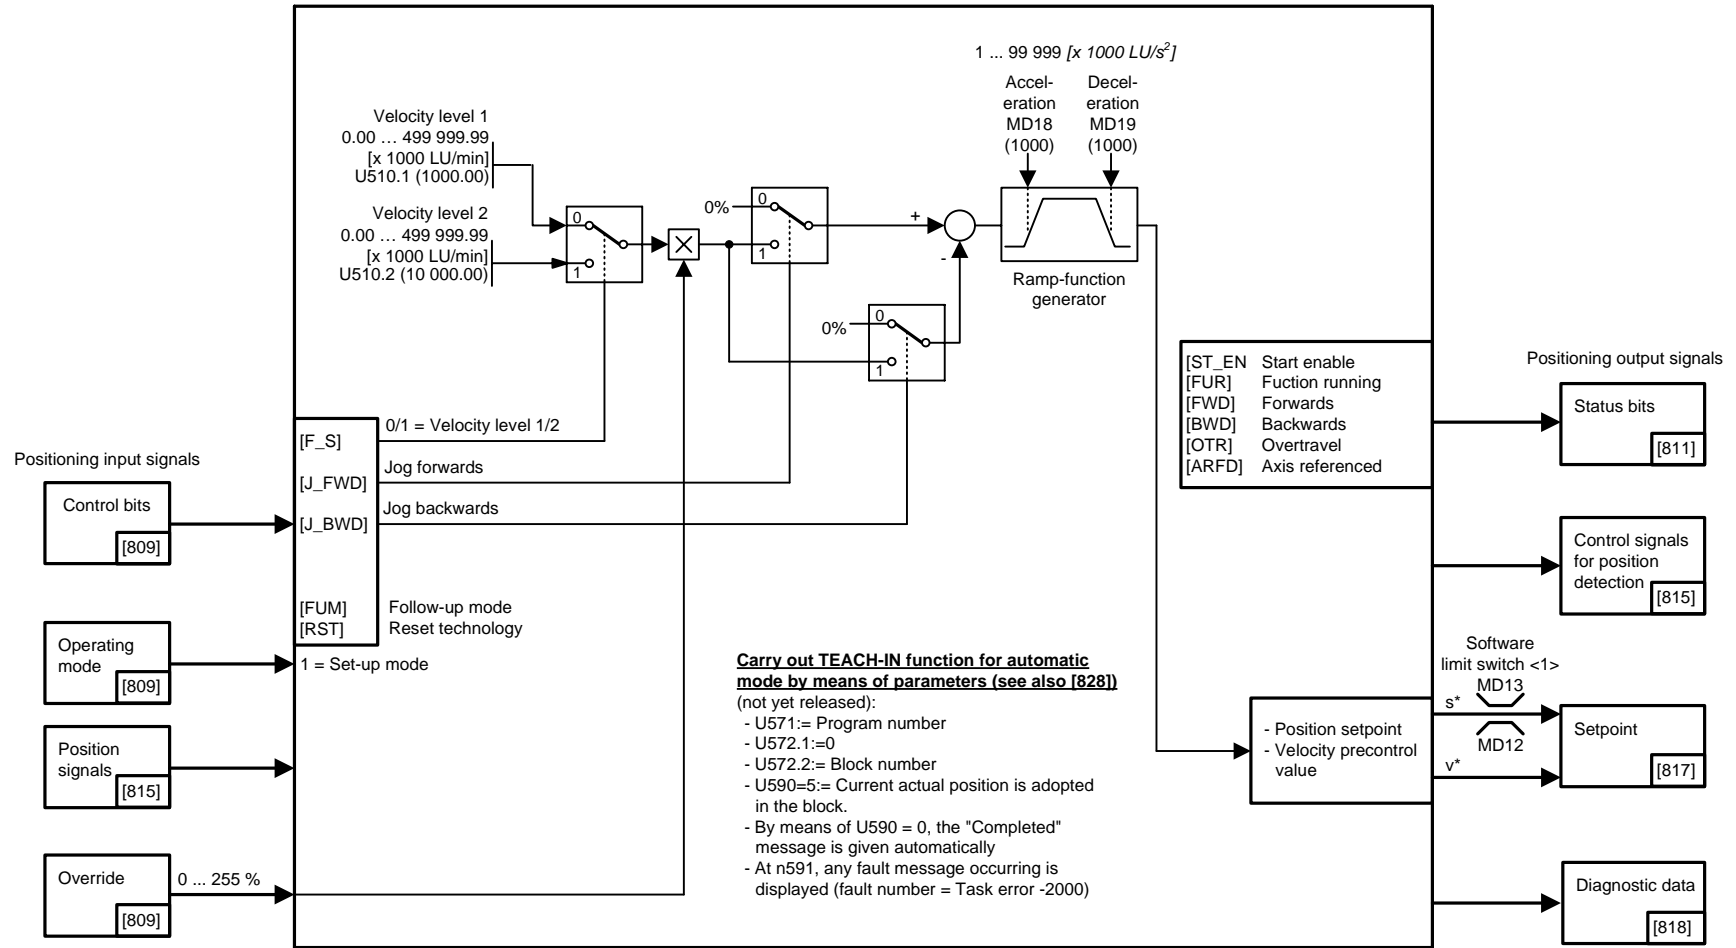 1 ... 99 999 [x 1000 LU/s²]
Accel-
eration
MD18
(1000)
Decel-
eration
MD19
(1000)
Velocity level 1
0.00 … 499 999.99
[x 1000 LU/min]
U510.1 (1000.00)
Velocity level 2
0.00 … 499 999.99
[x 1000 LU/min]
U510.2 (10 000.00)
0
1
0%
0
1
+
-
0%
0
1
Ramp-function
generator
[ST_EN Start enable
[FUR] Fuction running
[FWD] Forwards
[BWD] Backwards
[OTR] Overtravel
[ARFD] Axis referenced
Positioning output signals
Status bits
[811]
Control signals
for position
detection
[815]
Software
limit switch <1>
MD13
s*
MD12
v*
Setpoint
[817]
Diagnostic data
[818]
- Position setpoint
- Velocity precontrol
value
Positioning input signals
Control bits
[809]
Operating
mode
[809]
Position
signals
[815]
Override
[809]
0 ... 255 %
[F_S]
0/1 = Velocity level 1/2
[J_FWD]
Jog forwards
[J_BWD]
Jog backwards
[FUM] Follow-up mode
[RST] Reset technology
1 = Set-up mode
Carry out TEACH-IN function for automatic
mode by means of parameters (see also [828])
(not yet released):
- U571:= Program number
- U572.1:=0
- U572.2:= Block number
- U590=5:= Current actual position is adopted
in the block.
- By means of U590 = 0, the "Completed"
message is given automatically
- At n591, any fault message occurring is
displayed (fault number = Task error -2000)